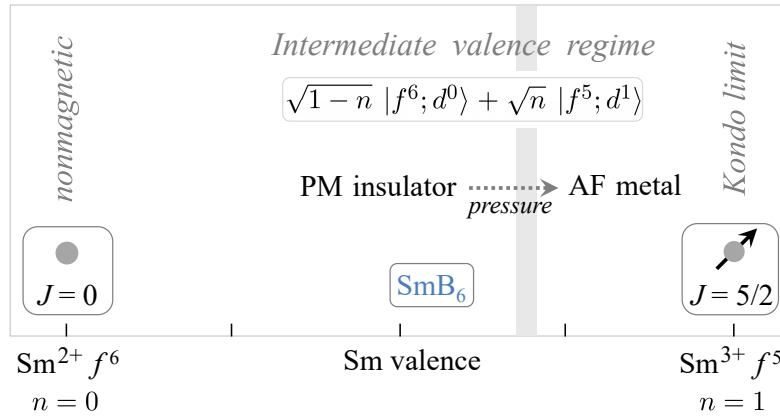 Intermediate valence regime
√1−n |f⁶; d⁰⟩ + √n |f⁵; d¹⟩
nonmagnetic
Kondo limit
PM insulator
AF metal
pressure
J = 0
SmB₆
J = 5/2
Sm²⁺ f⁶
Sm valence
Sm³⁺ f⁵
n = 0
n = 1